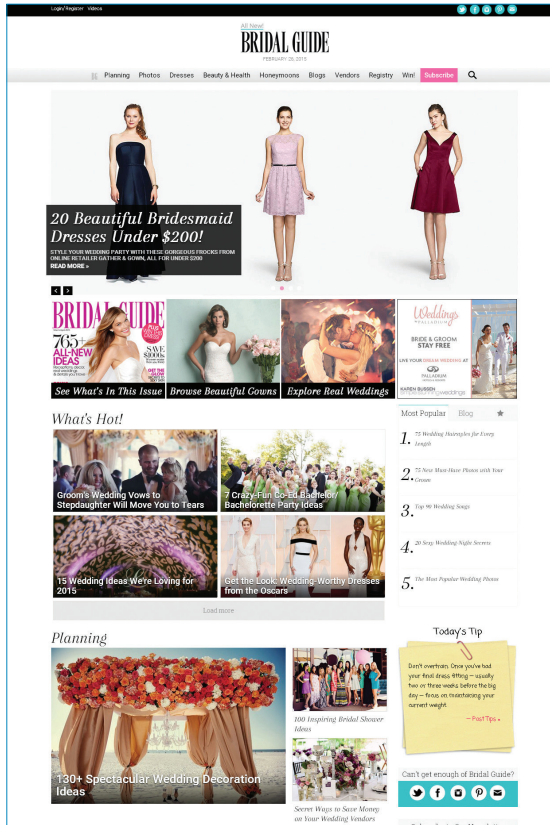 Login/Register Videos
All New!
BRIDAL GUIDE
FEBRUARY 26, 2015
Planning Photos Dresses Beauty & Health Honeymoons Blogs Vendors Registry Win! Subscribe
20 Beautiful Bridesmaid
Dresses Under $200!
STYLE YOUR WEDDING PARTY WITH THESE GORGEOUS FROCKS FROM
ONLINE RETAILER GATHER & GOWN, ALL FOR UNDER $200
READ MORE »
BRIDAL GUIDE
765+
ALL-NEW
IDEAS
SAVE
$1000s
GET THE
GLOW
See What's In This Issue
Browse Beautiful Gowns
Explore Real Weddings
Weddings
BY PALLADIUM
BRIDE & GROOM
STAY FREE
LIVE YOUR DREAM WEDDING AT
PALLADIUM
KAREN BUSSEN
simplestunningweddings
What's Hot!
Groom's Wedding Vows to
Stepdaughter Will Move You to Tears
7 Crazy-Fun Co-Ed Bachelor/
Bachelorette Party Ideas
15 Wedding Ideas We're Loving for
2015
Get the Look: Wedding-Worthy Dresses
from the Oscars
Load more
Most Popular Blog
1. 75 Wedding Hairstyles for Every
Length
2. 75 New Must-Have Photos with Your
Groom
3. Top 90 Wedding Songs
4. 20 Sexy Wedding-Night Secrets
5. The Most Popular Wedding Photos
Planning
130+ Spectacular Wedding Decoration
Ideas
100 Inspiring Bridal Shower
Ideas
Secret Ways to Save Money
on Your Wedding Vendors
Today's Tip
Don't overtrain. Once you've had
your final dress fitting — usually
two or three weeks before the big
day — focus on maintaining your
current weight.
— Past Tips »
Can't get enough of Bridal Guide?